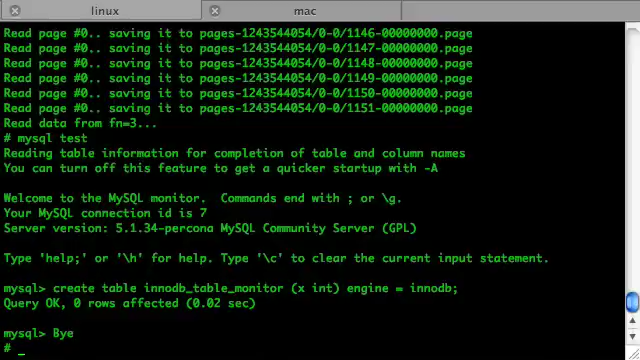 linux
mac
Read page #0.. saving it to pages-1243544054/0-0/1146-00000000.page
Read page #0.. saving it to pages-1243544054/0-0/1147-00000000.page
Read page #0.. saving it to pages-1243544054/0-0/1148-00000000.page
Read page #0.. saving it to pages-1243544054/0-0/1149-00000000.page
Read page #0.. saving it to pages-1243544054/0-0/1150-00000000.page
Read page #0.. saving it to pages-1243544054/0-0/1151-00000000.page
Read data from fn=3...
# mysql test
Reading table information for completion of table and column names
You can turn off this feature to get a quicker startup with -A
Welcome to the MySQL monitor.  Commands end with ; or \g.
Your MySQL connection id is 7
Server version: 5.1.34-percona MySQL Community Server (GPL)
Type 'help;' or '\h' for help. Type '\c' to clear the current input statement.
mysql> create table innodb_table_monitor (x int) engine = innodb;
Query OK, 0 rows affected (0.02 sec)
mysql> Bye
# _